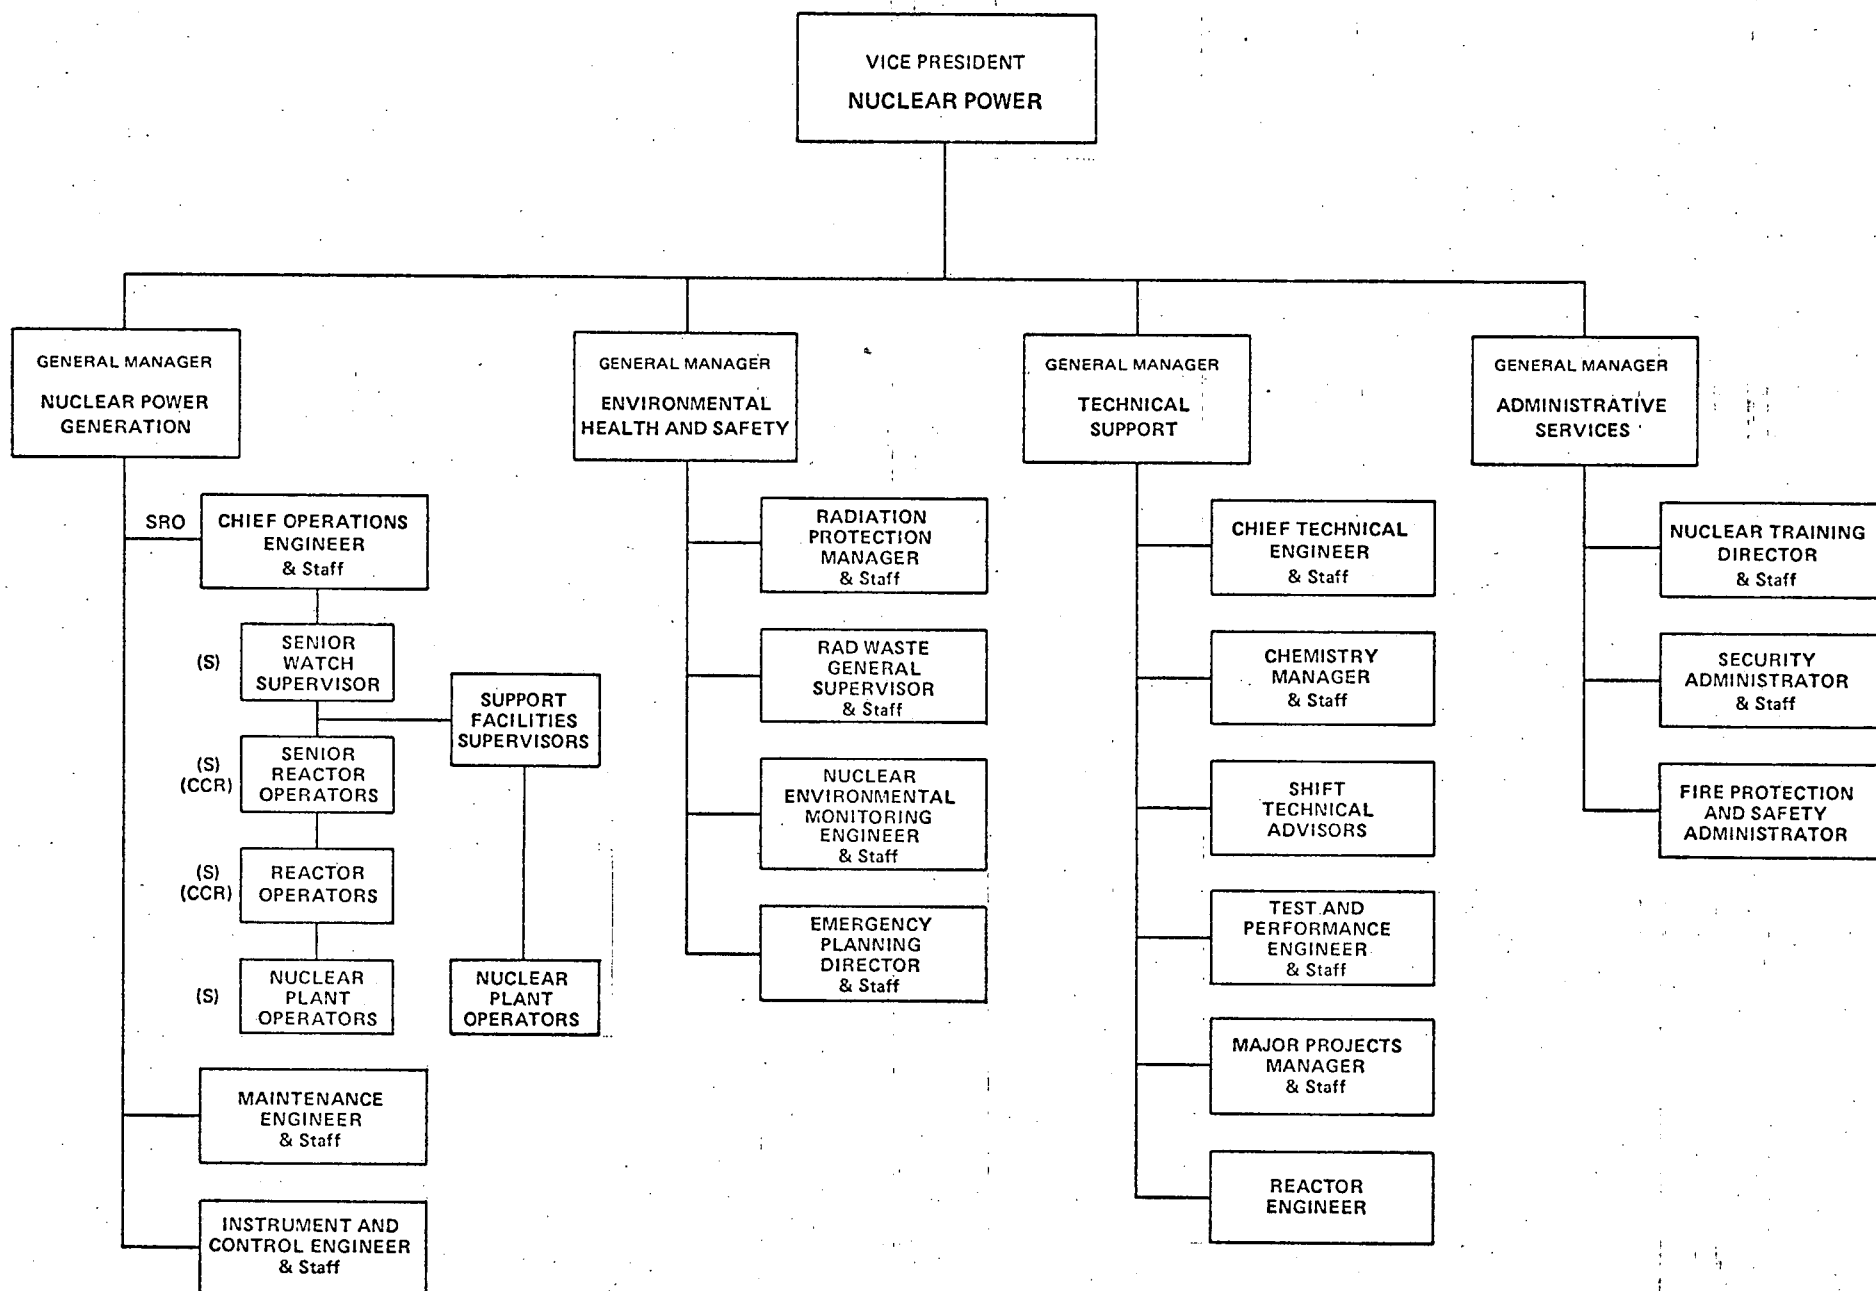 VICE PRESIDENT
NUCLEAR POWER
GENERAL MANAGER
NUCLEAR POWER
GENERATION
GENERAL MANAGER
ENVIRONMENTAL
HEALTH AND SAFETY
GENERAL MANAGER
TECHNICAL
SUPPORT
GENERAL MANAGER
ADMINISTRATIVE
SERVICES
SRO
CHIEF OPERATIONS
ENGINEER
& Staff
(S)
SENIOR
WATCH
SUPERVISOR
SUPPORT
FACILITIES
SUPERVISORS
(S)
(CCR)
SENIOR
REACTOR
OPERATORS
(S)
(CCR)
REACTOR
OPERATORS
(S)
NUCLEAR
PLANT
OPERATORS
NUCLEAR
PLANT
OPERATORS
MAINTENANCE
ENGINEER
& Staff
INSTRUMENT AND
CONTROL ENGINEER
& Staff
RADIATION
PROTECTION
MANAGER
& Staff
RAD WASTE
GENERAL
SUPERVISOR
& Staff
NUCLEAR
ENVIRONMENTAL
MONITORING
ENGINEER
& Staff
EMERGENCY
PLANNING
DIRECTOR
& Staff
CHIEF TECHNICAL
ENGINEER
& Staff
CHEMISTRY
MANAGER
& Staff
SHIFT
TECHNICAL
ADVISORS
TEST AND
PERFORMANCE
ENGINEER
& Staff
MAJOR PROJECTS
MANAGER
& Staff
REACTOR
ENGINEER
NUCLEAR TRAINING
DIRECTOR
& Staff
SECURITY
ADMINISTRATOR
& Staff
FIRE PROTECTION
AND SAFETY
ADMINISTRATOR